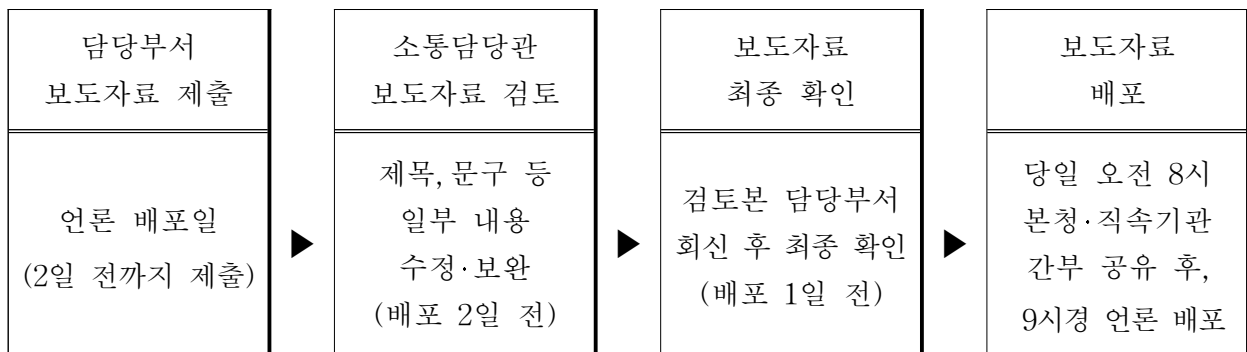 담당부서
보도자료 제출
언론 배포일
(2일 전까지 제출)
▶
소통담당관
보도자료 검토
제목, 문구 등
일부 내용
수정·보완
(배포 2일 전)
▶
보도자료
최종 확인
검토본 담당부서
회신 후 최종 확인
(배포 1일 전)
▶
보도자료
배포
당일 오전 8시
본청·직속기관
간부 공유 후,
9시경 언론 배포